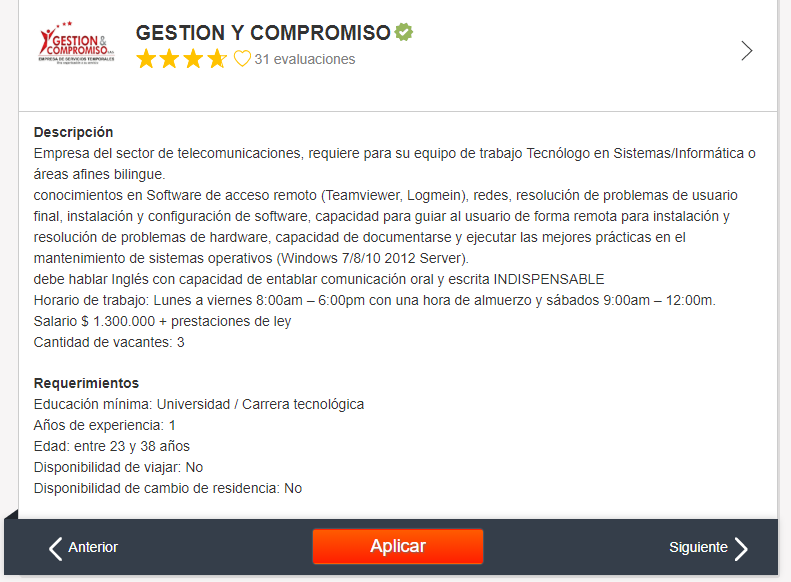 GESTION &
COMPROMISO S.A.S.
EMPRESA DE SERVICIOS TEMPORALES
GESTION Y COMPROMISO
31 evaluaciones
Descripción
Empresa del sector de telecomunicaciones, requiere para su equipo de trabajo Tecnólogo en Sistemas/Informática o
áreas afines bilingue.
conocimientos en Software de acceso remoto (Teamviewer, Logmein), redes, resolución de problemas de usuario
final, instalación y configuración de software, capacidad para guiar al usuario de forma remota para instalación y
resolución de problemas de hardware, capacidad de documentarse y ejecutar las mejores prácticas en el
mantenimiento de sistemas operativos (Windows 7/8/10 2012 Server).
debe hablar Inglés con capacidad de entablar comunicación oral y escrita INDISPENSABLE
Horario de trabajo: Lunes a viernes 8:00am – 6:00pm con una hora de almuerzo y sábados 9:00am – 12:00m.
Salario $ 1.300.000 + prestaciones de ley
Cantidad de vacantes: 3
Requerimientos
Educación mínima: Universidad / Carrera tecnológica
Años de experiencia: 1
Edad: entre 23 y 38 años
Disponibilidad de viajar: No
Disponibilidad de cambio de residencia: No
Anterior
Aplicar
Siguiente